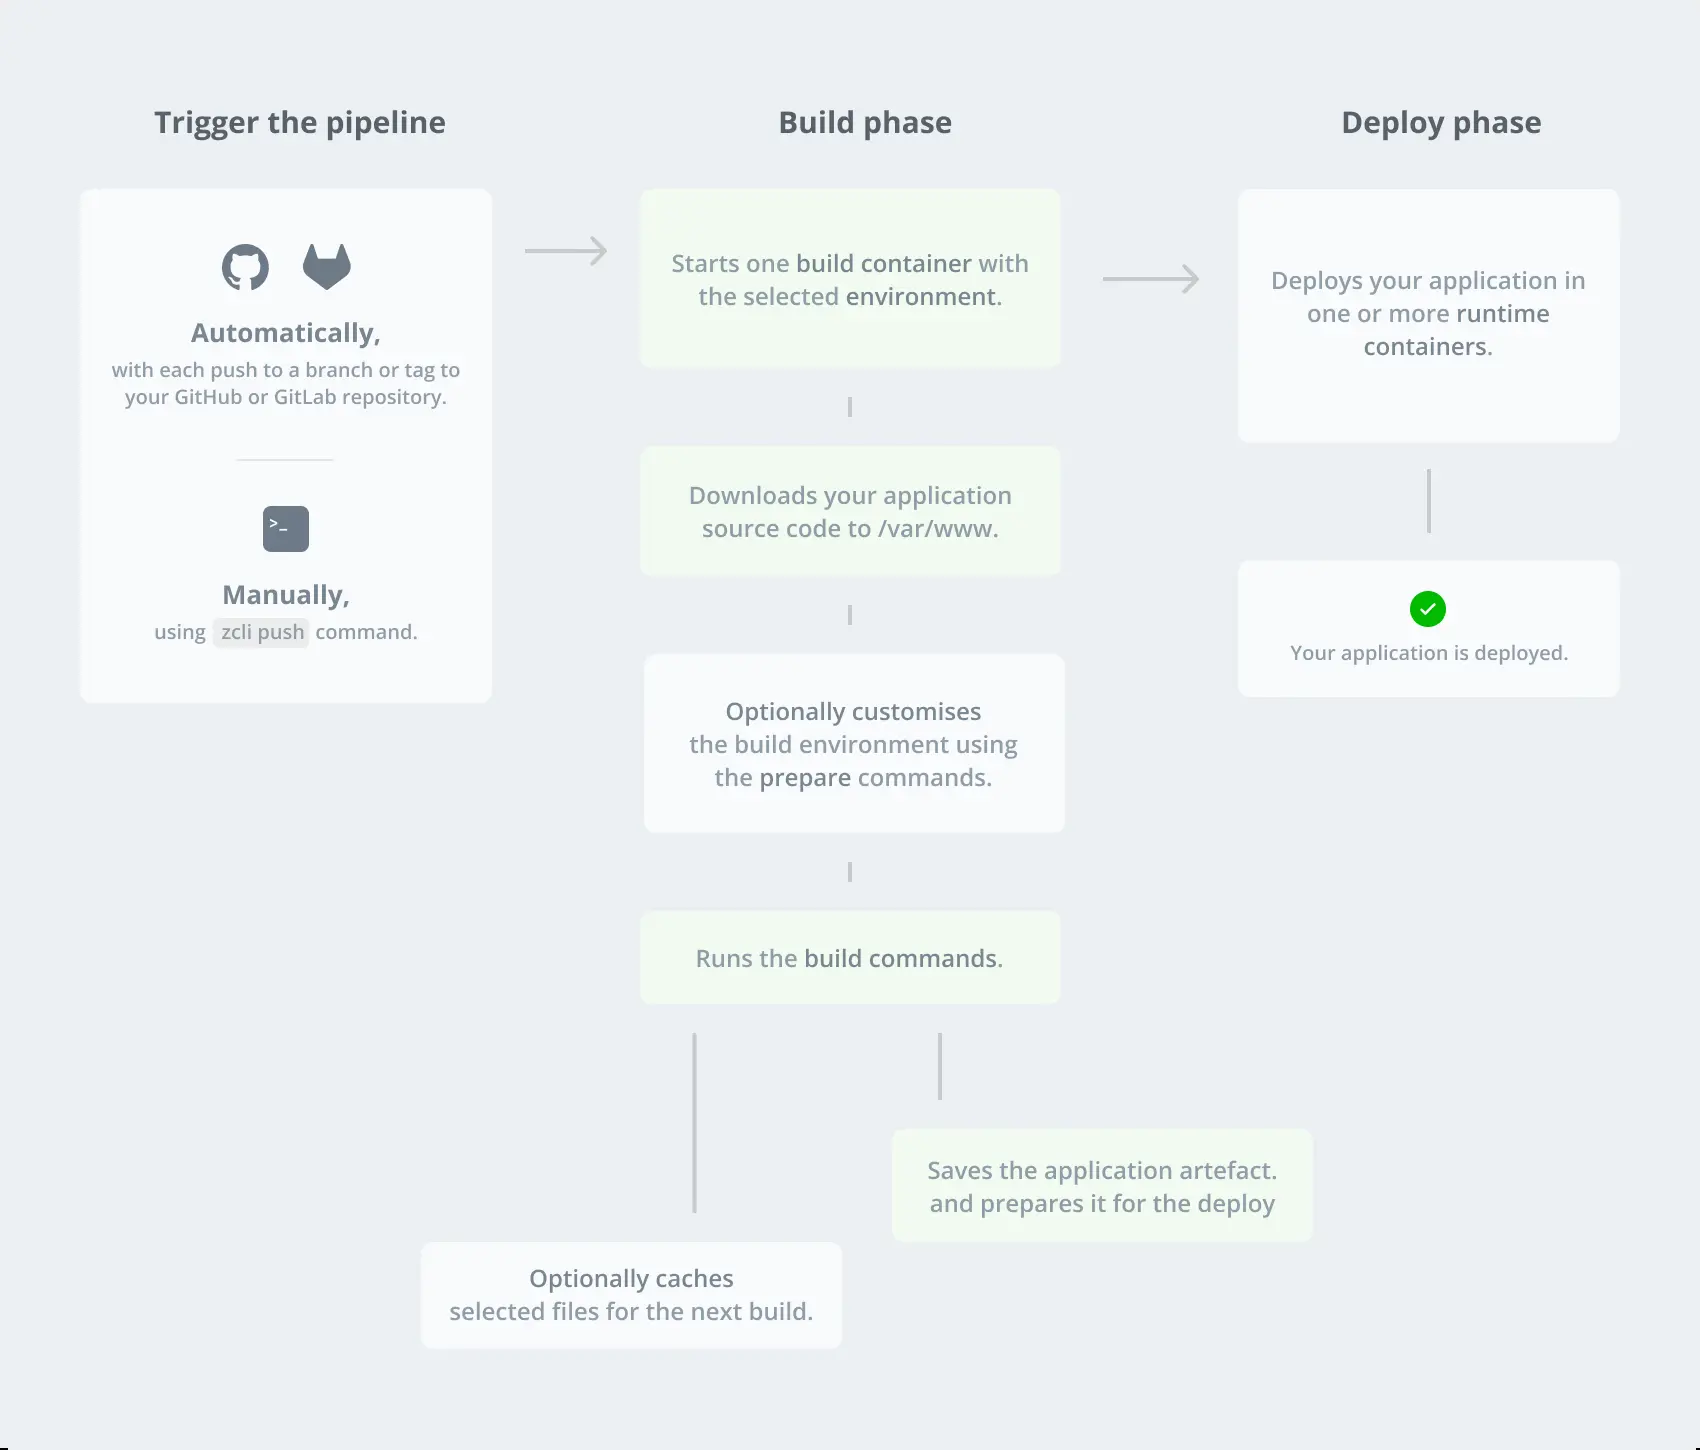 Trigger the pipeline
Automatically,
with each push to a branch or tag to
your GitHub or GitLab repository.
>_
Manually,
using zcli push command.
Build phase
Starts one build container with
the selected environment.
Downloads your application
source code to /var/www.
Optionally customises
the build environment using
the prepare commands.
Runs the build commands.
Saves the application artefact.
and prepares it for the deploy
Optionally caches
selected files for the next build.
Deploy phase
Deploys your application in
one or more runtime
containers.
Your application is deployed.